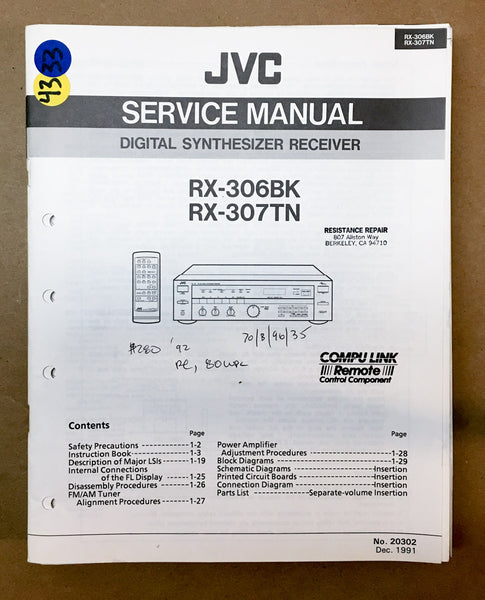 RX-306BK
RX-307TN
33
43
JVC
SERVICE MANUAL
DIGITAL SYNTHESIZER RECEIVER
RX-306BK
RX-307TN
RESISTANCE REPAIR
807 Allston Way
BERKELEY, CA 94710
JVC
70/8/46/35
$280 '92
RC, 80wpc
COMPU LINK
Remote
Control Component
Contents
Page
Safety Precautions 1-2
Instruction Book 1-3
Description of Major LSIs 1-19
Internal Connections
of the FL Display 1-25
Disassembly Procedures 1-26
FM/AM Tuner
Alignment Procedures 1-27
Page
Power Amplifier
Adjustment Procedures 1-28
Block Diagrams 1-29
Schematic Diagrams Insertion
Printed Circuit Boards Insertion
Connection Diagram Insertion
Parts List Separate-volume Insertion
No. 20302
Dec. 1991